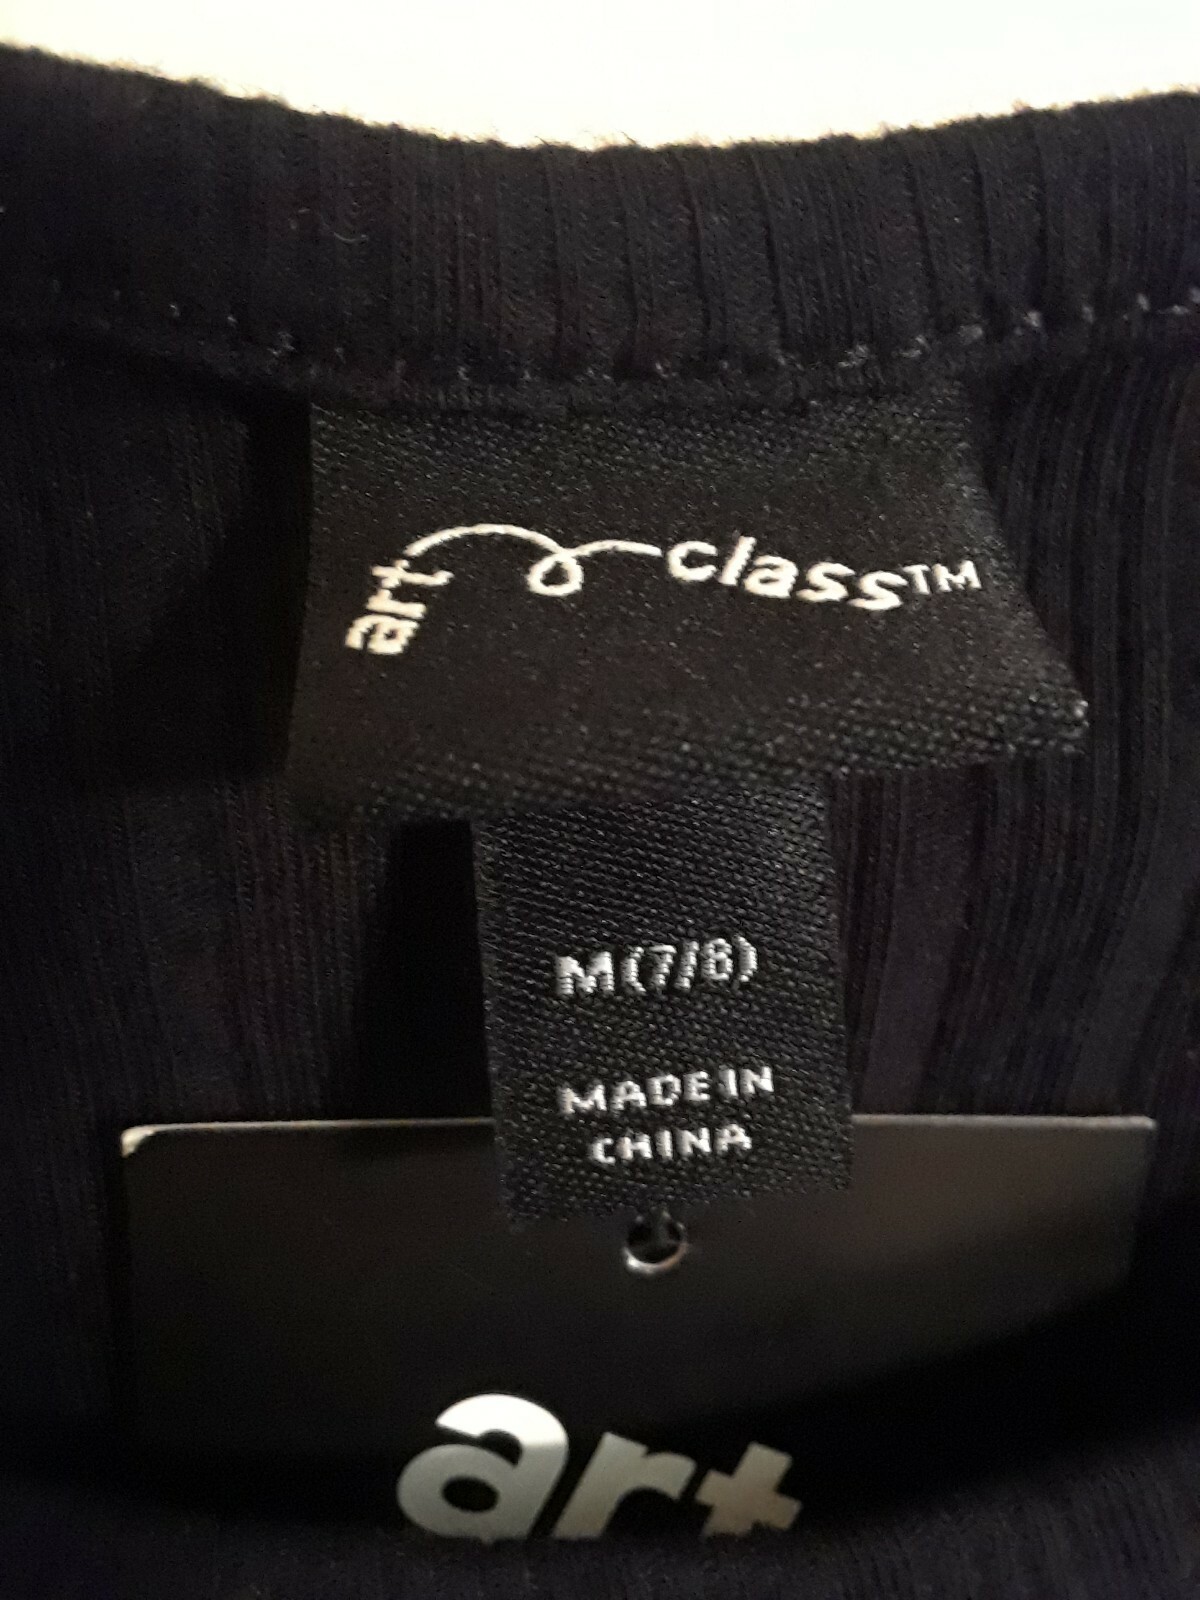 art class™
M(7/8)
MADE IN
CHINA
art